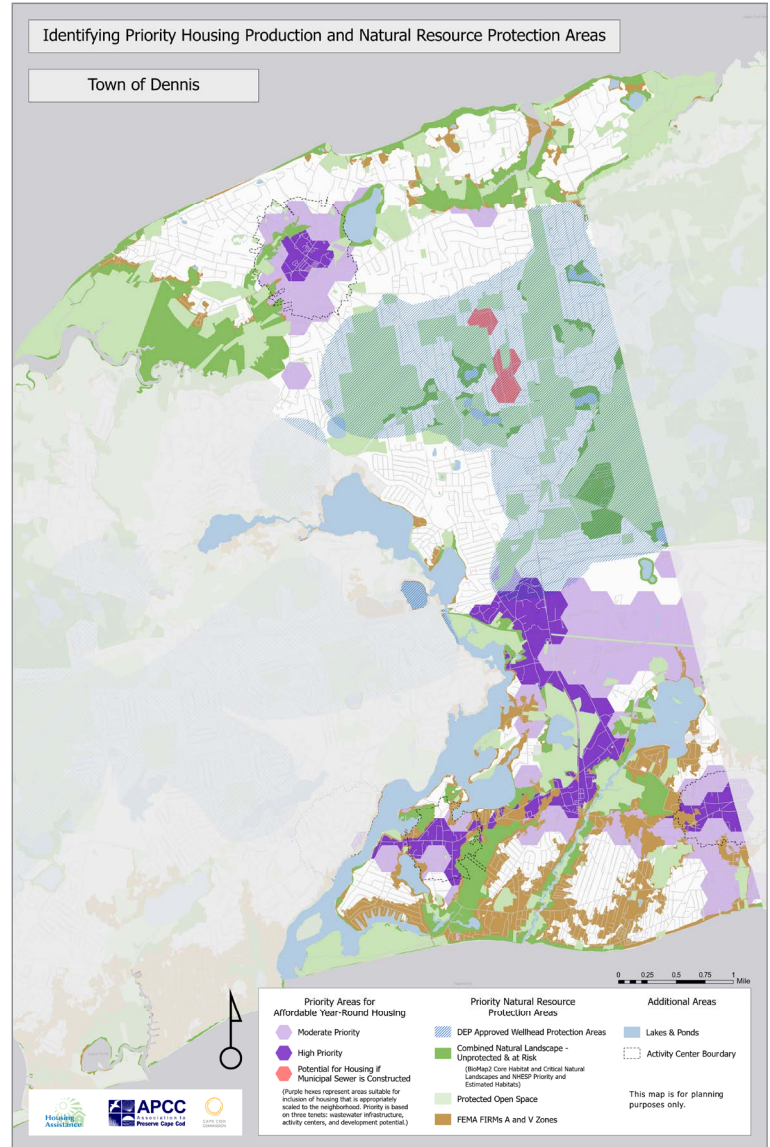 Identifying Priority Housing Production and Natural Resource Protection Areas
Town of Dennis
0 0.25 0.5 0.75 1
Mile
Priority Areas for
Affordable Year-Round Housing
Moderate Priority
High Priority
Potential for Housing if
Municipal Sewer is Constructed
(Purple hexes represent areas suitable for
inclusion of housing that is appropriately
scaled to the neighborhood. Priority is based
on three tenets: wastewater infrastructure,
activity centers, and development potential.)
Priority Natural Resource
Protection Areas
DEP Approved Wellhead Protection Areas
Combined Natural Landscape -
Unprotected & at Risk
(BioMap2 Core Habitat and Critical Natural
Landscapes and NHESP Priority and
Estimated Habitats)
Protected Open Space
FEMA FIRMs A and V Zones
Additional Areas
Lakes & Ponds
Activity Center Bourdary
This map is for planning
purposes only.
Housing
Assistance
APCC
Association to
Preserve Cape Cod
CAPE COD
COMMISSION